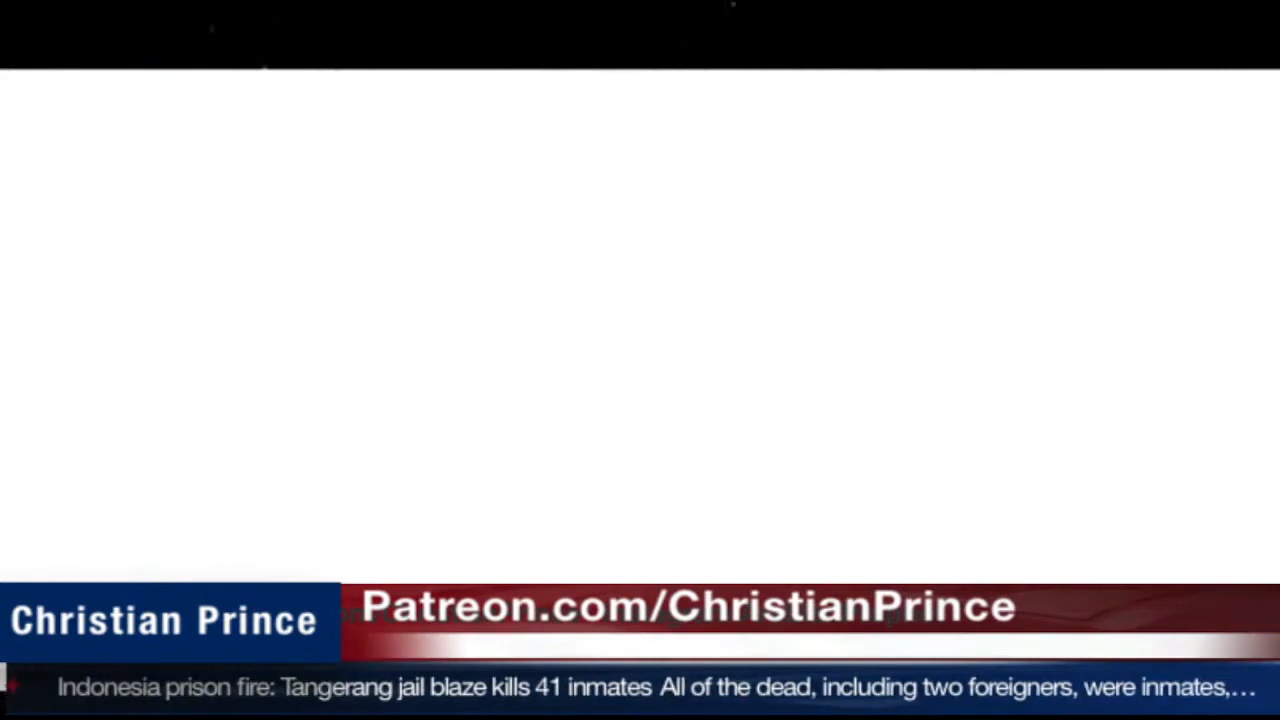 Patreon.com/ChristianPrince
Christian Prince
Indonesia prison fire: Tangerang jail blaze kills 41 inmates All of the dead, including two foreigners, were inmates,...